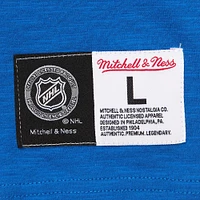 NHL
© NHL
Mitchell & Ness
Mitchell & Ness
L
MITCHELL & NESS NOSTALGIA CO.
AUTHENTIC LICENSED APPAREL
DESIGNED IN PHILADELPHIA, PA
ESTABLISHED 1904
AUTHENTIC. PREMIUM. LEGENDARY.